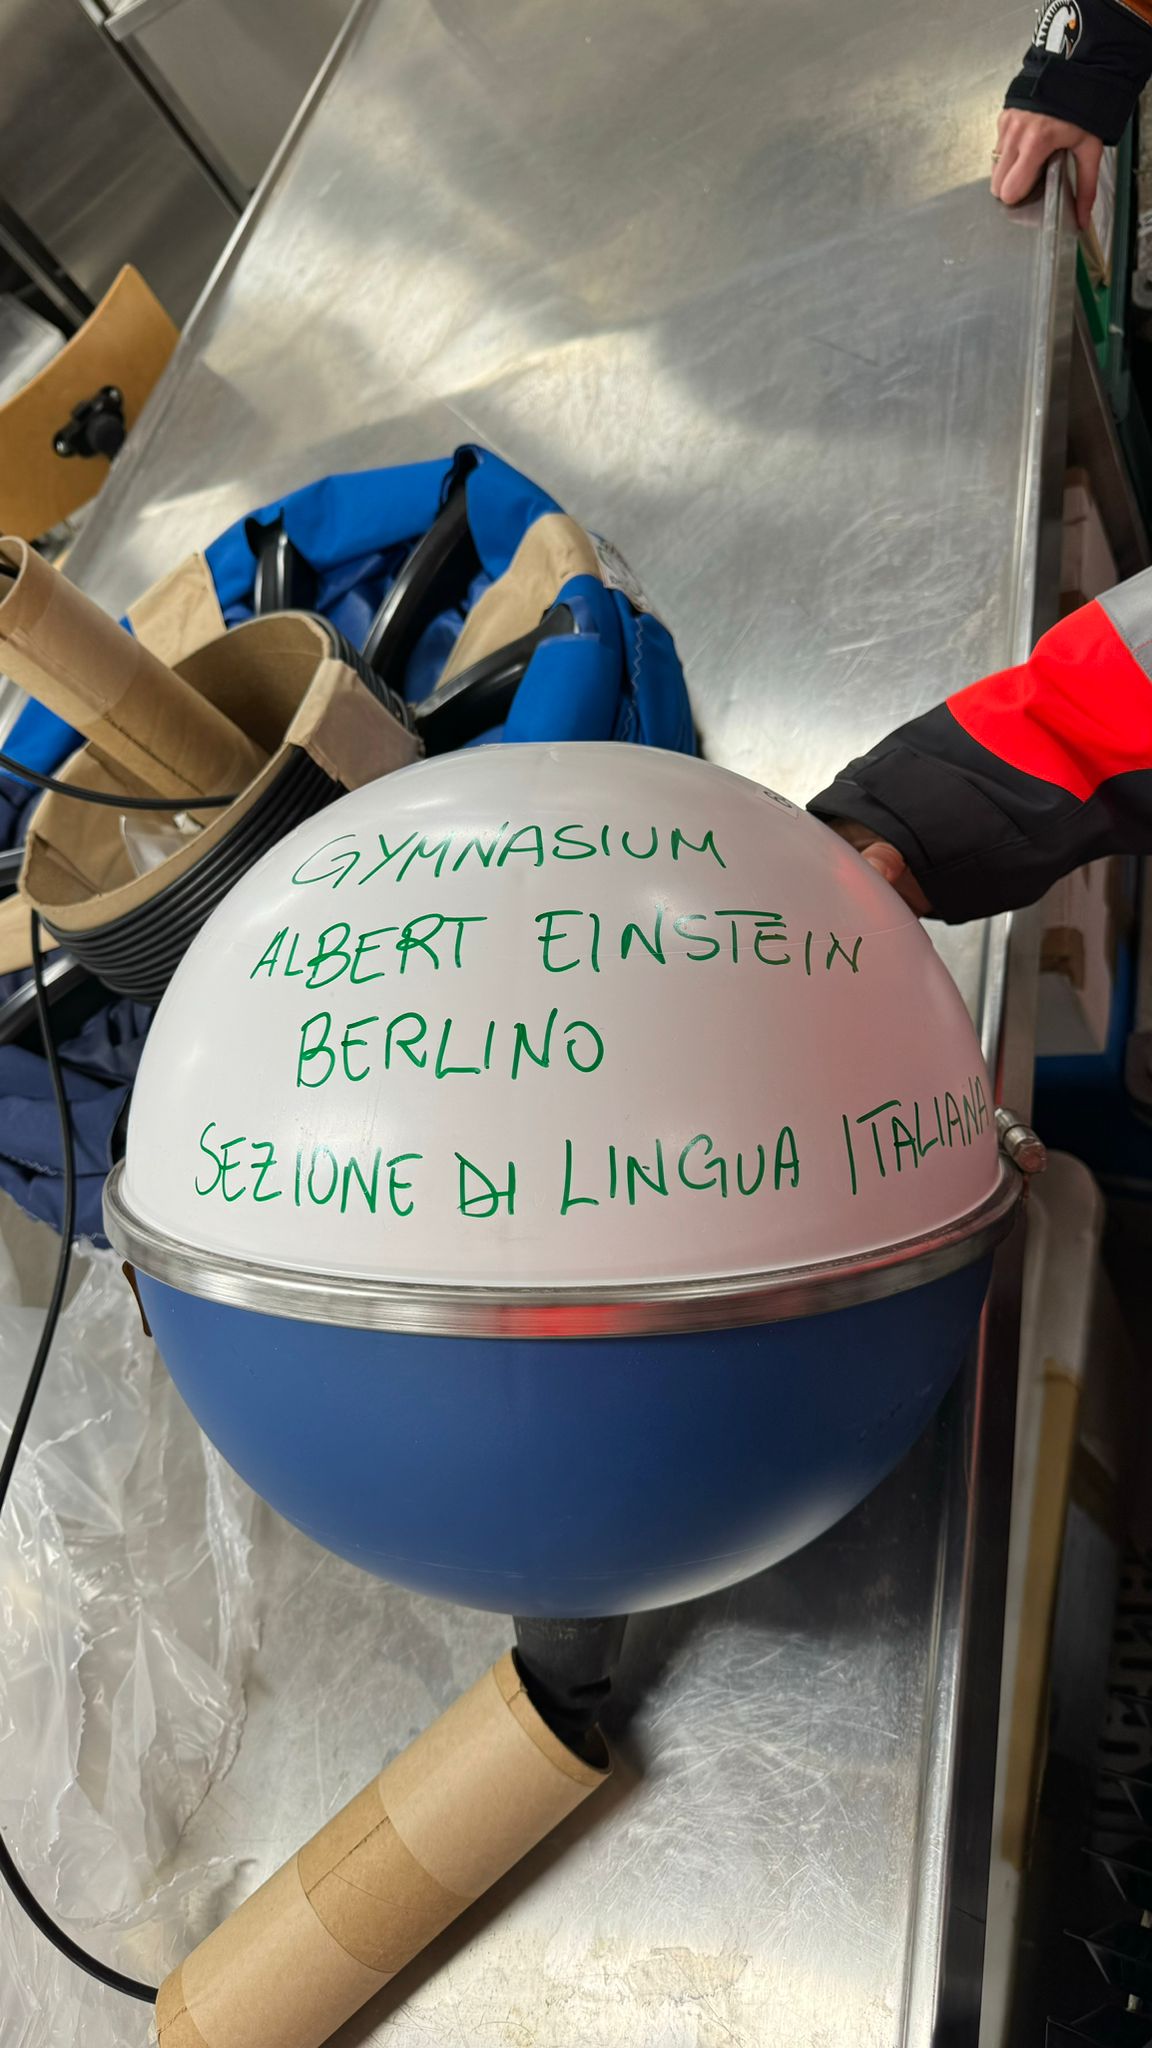 GYMNASIUM
ALBERT EINSTEIN
BERLINO
SEZIONE DI LINGUA ITALIANA